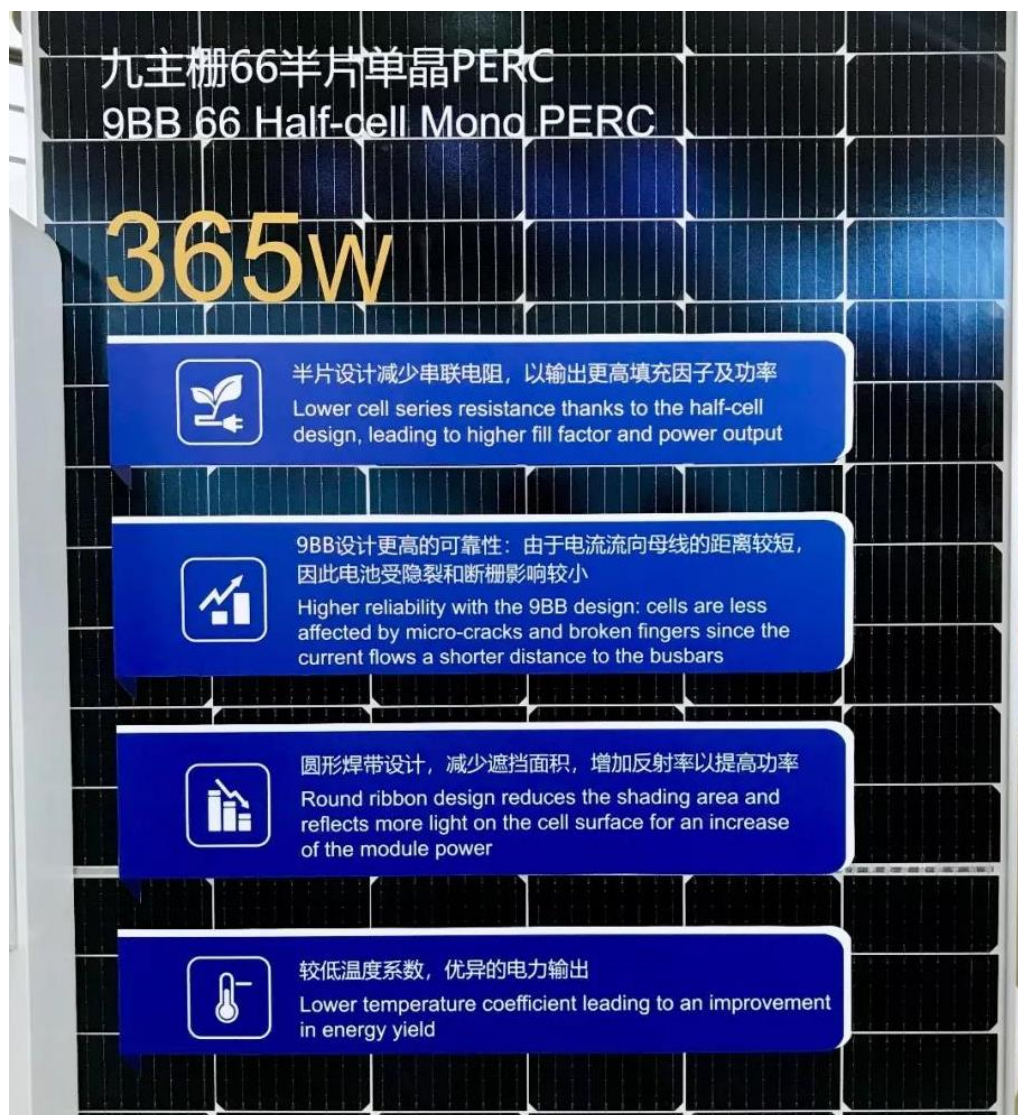 九主栅66半片单晶PERC
9BB 66 Half-cell Mono PERC
365W
半片设计减少串联电阻，以输出更高填充因子及功率
Lower cell series resistance thanks to the half-cell
design, leading to higher fill factor and power output
9BB设计更高的可靠性：由于电流流向母线的距离较短，
因此电池受隐裂和断栅影响较小
Higher reliability with the 9BB design: cells are less
affected by micro-cracks and broken fingers since the
current flows a shorter distance to the busbars
圆形焊带设计，减少遮挡面积，增加反射率以提高功率
Round ribbon design reduces the shading area and
reflects more light on the cell surface for an increase
of the module power
较低温度系数，优异的电力输出
Lower temperature coefficient leading to an improvement
in energy yield